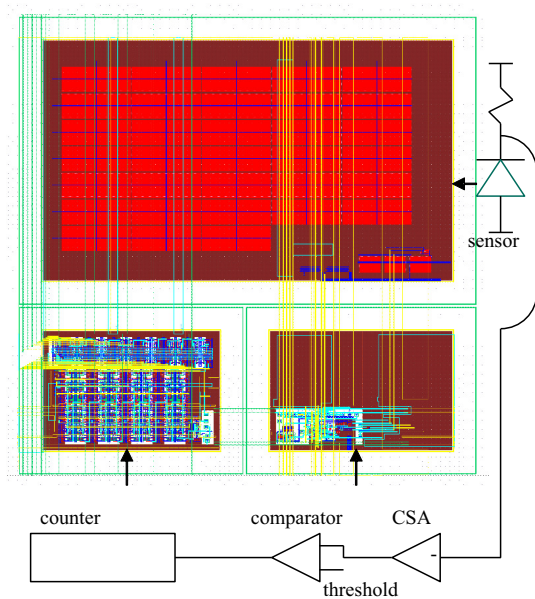 sensor
counter
comparator
CSA
-
threshold